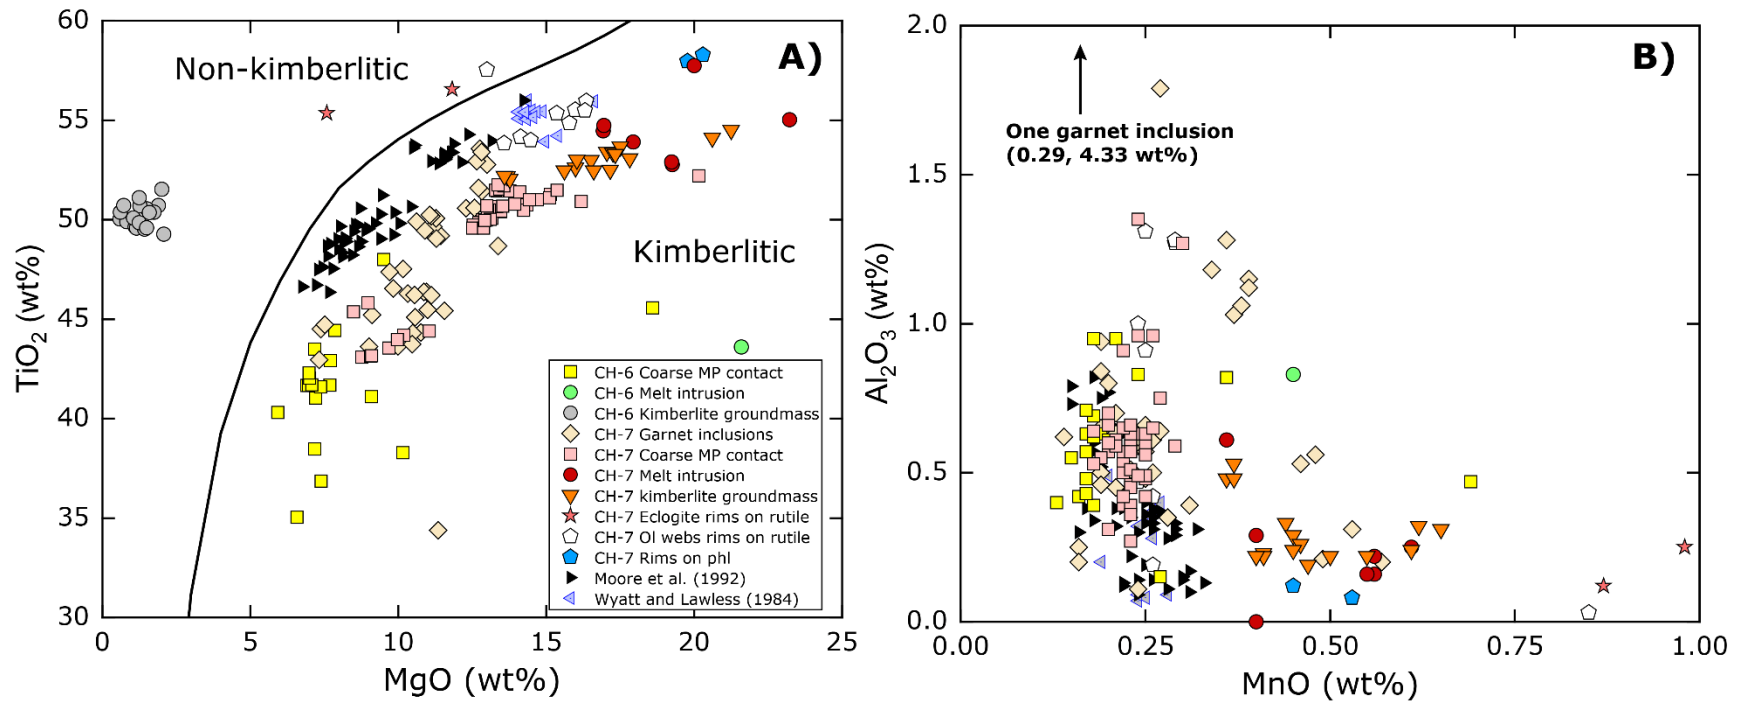 60
55
50
45
40
35
30
TiO2 (wt%)
Non-kimberlitic
A)
Kimberlitic
CH-6 Coarse MP contact
CH-6 Melt intrusion
CH-6 Kimberlite groundmass
CH-7 Garnet inclusions
CH-7 Coarse MP contact
CH-7 Melt intrusion
CH-7 kimberlite groundmass
CH-7 Eclogite rims on rutile
CH-7 Ol webs rims on rutile
CH-7 Rims on phl
Moore et al. (1992)
Wyatt and Lawless (1984)
0 5 10 15 20 25
MgO (wt%)
2.0
1.5
1.0
0.5
0.0
Al2O3 (wt%)
B)
One garnet inclusion
(0.29, 4.33 wt%)
0.00 0.25 0.50 0.75 1.00
MnO (wt%)